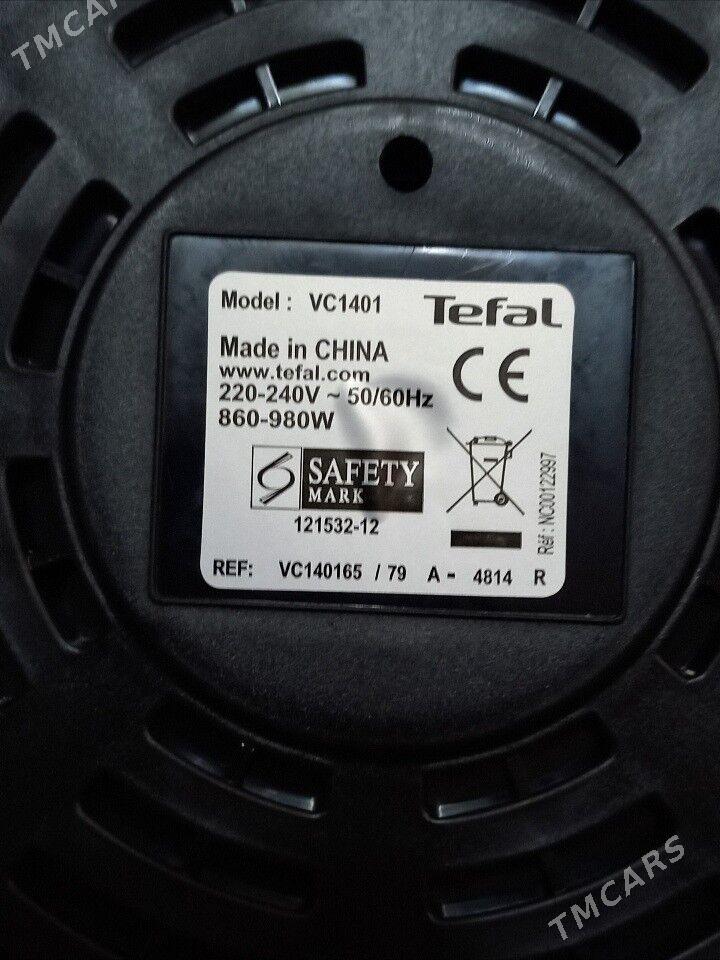 TMCARS
Model : VC1401
Tefal
Made in CHINA
www.tefal.com
220-240V ~ 50/60Hz
860-980W
CE
SAFETY
MARK
121532-12
Réf : NC00122997
REF: VC140165 / 79 A - 4814 R
TMCARS